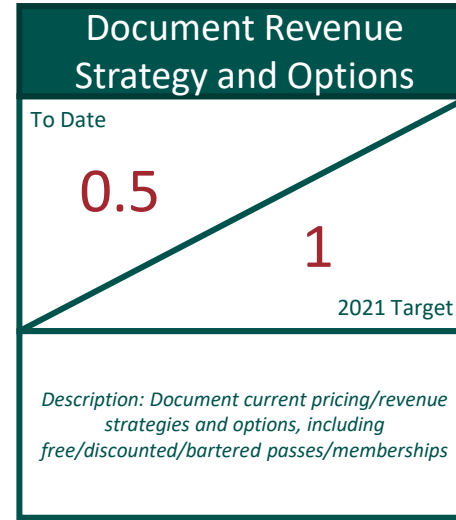 Document Revenue
Strategy and Options
To Date
0.5
1
2021 Target
Description: Document current pricing/revenue
strategies and options, including
free/discounted/bartered passes/memberships